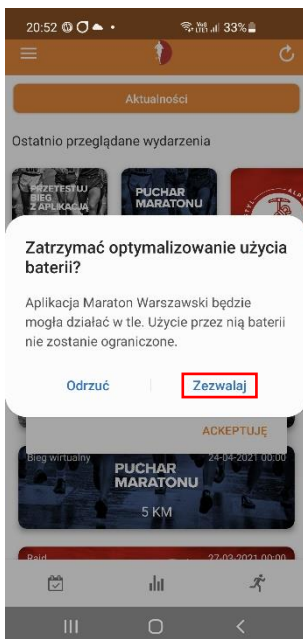 20:52 33%
Aktualności
Ostatnio przeglądane wydarzenia
PRZETESTUJ
BIEG
Z APLIKACJĄ
PUCHAR
MARATONU
Zatrzymać optymalizowanie użycia
baterii?
Aplikacja Maraton Warszawski będzie
mogła działać w tle. Użycie przez nią baterii
nie zostanie ograniczone.
Odrzuć Zezwalaj
AKCEPTUJĘ
Bieg wirtualny 24-04-2021 00:00
PUCHAR
MARATONU
5 KM
Rajd 27-03-2021 00:00